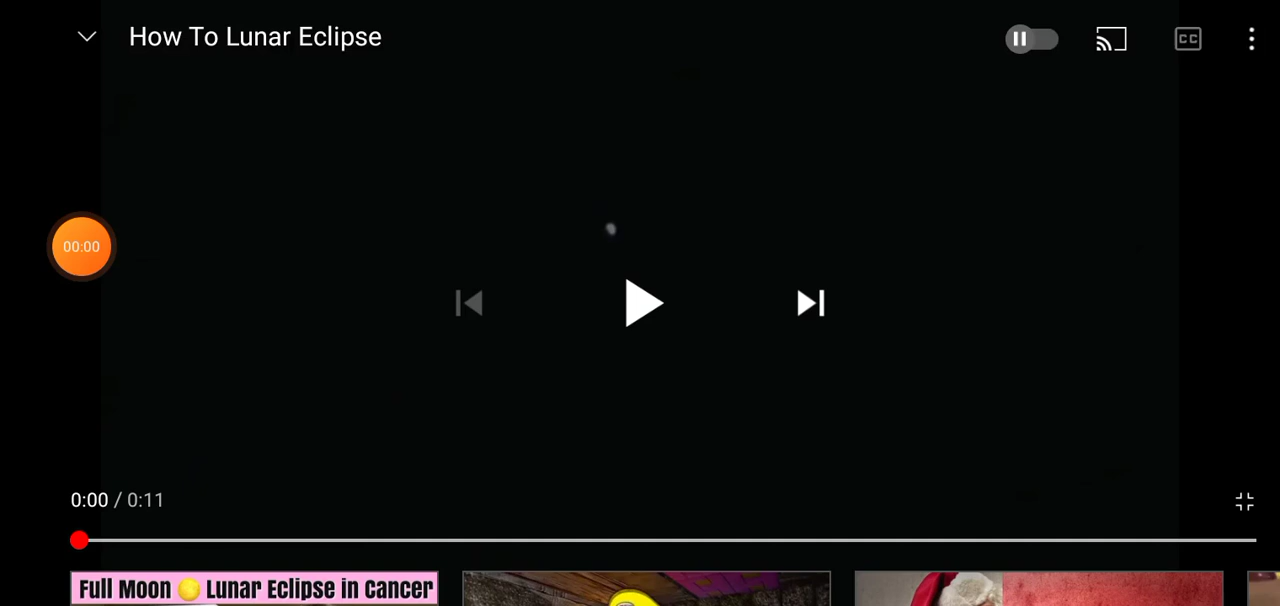 How To Lunar Eclipse
CC
00:00
0:00 / 0:11
Full Moon Lunar Eclipse in Cancer